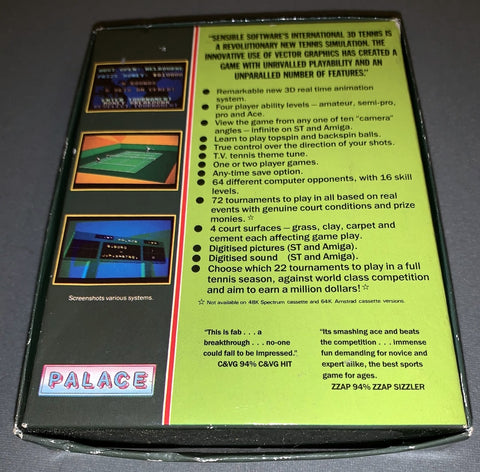 "SENSIBLE SOFTWARE'S INTERNATIONAL 3D TENNIS
IS A REVOLUTIONARY NEW TENNIS SIMULATION. THE
INNOVATIVE USE OF VECTOR GRAPHICS HAS CREATED A
GAME WITH UNRIVALLED PLAYABILITY AND AN
UNPARALLED NUMBER OF FEATURES."
Remarkable new 3D real time animation
system.
Four player ability levels – amateur, semi-pro,
pro and Ace.
View the game from any one of ten "camera"
angles – infinite on ST and Amiga.
Learn to play topspin and backspin balls.
True control over the direction of your shots.
T.V. tennis theme tune.
One or two player games.
Any-time save option.
64 different computer opponents, with 16 skill
levels.
72 tournaments to play in all based on real
events with genuine court conditions and prize
monies. ☆
4 court surfaces – grass, clay, carpet and
cement each affecting game play.
Digitised pictures (ST and Amiga).
Digitised sound (ST and Amiga).
Choose which 22 tournaments to play in a full
tennis season, against world class competition
and aim to earn a million dollars! ☆
☆ Not available on 48K Spectrum cassette and 64K Amstrad cassette versions.
Screenshots various systems.
"This is fab . . . a
breakthrough . . . no-one
could fail to be impressed."
C&VG 94% C&VG HIT
"Its smashing ace and beats
the competition . . . immense
fun demanding for novice and
expert alike, the best sports
game for ages.
ZZAP 94% ZZAP SIZZLER
PALACE